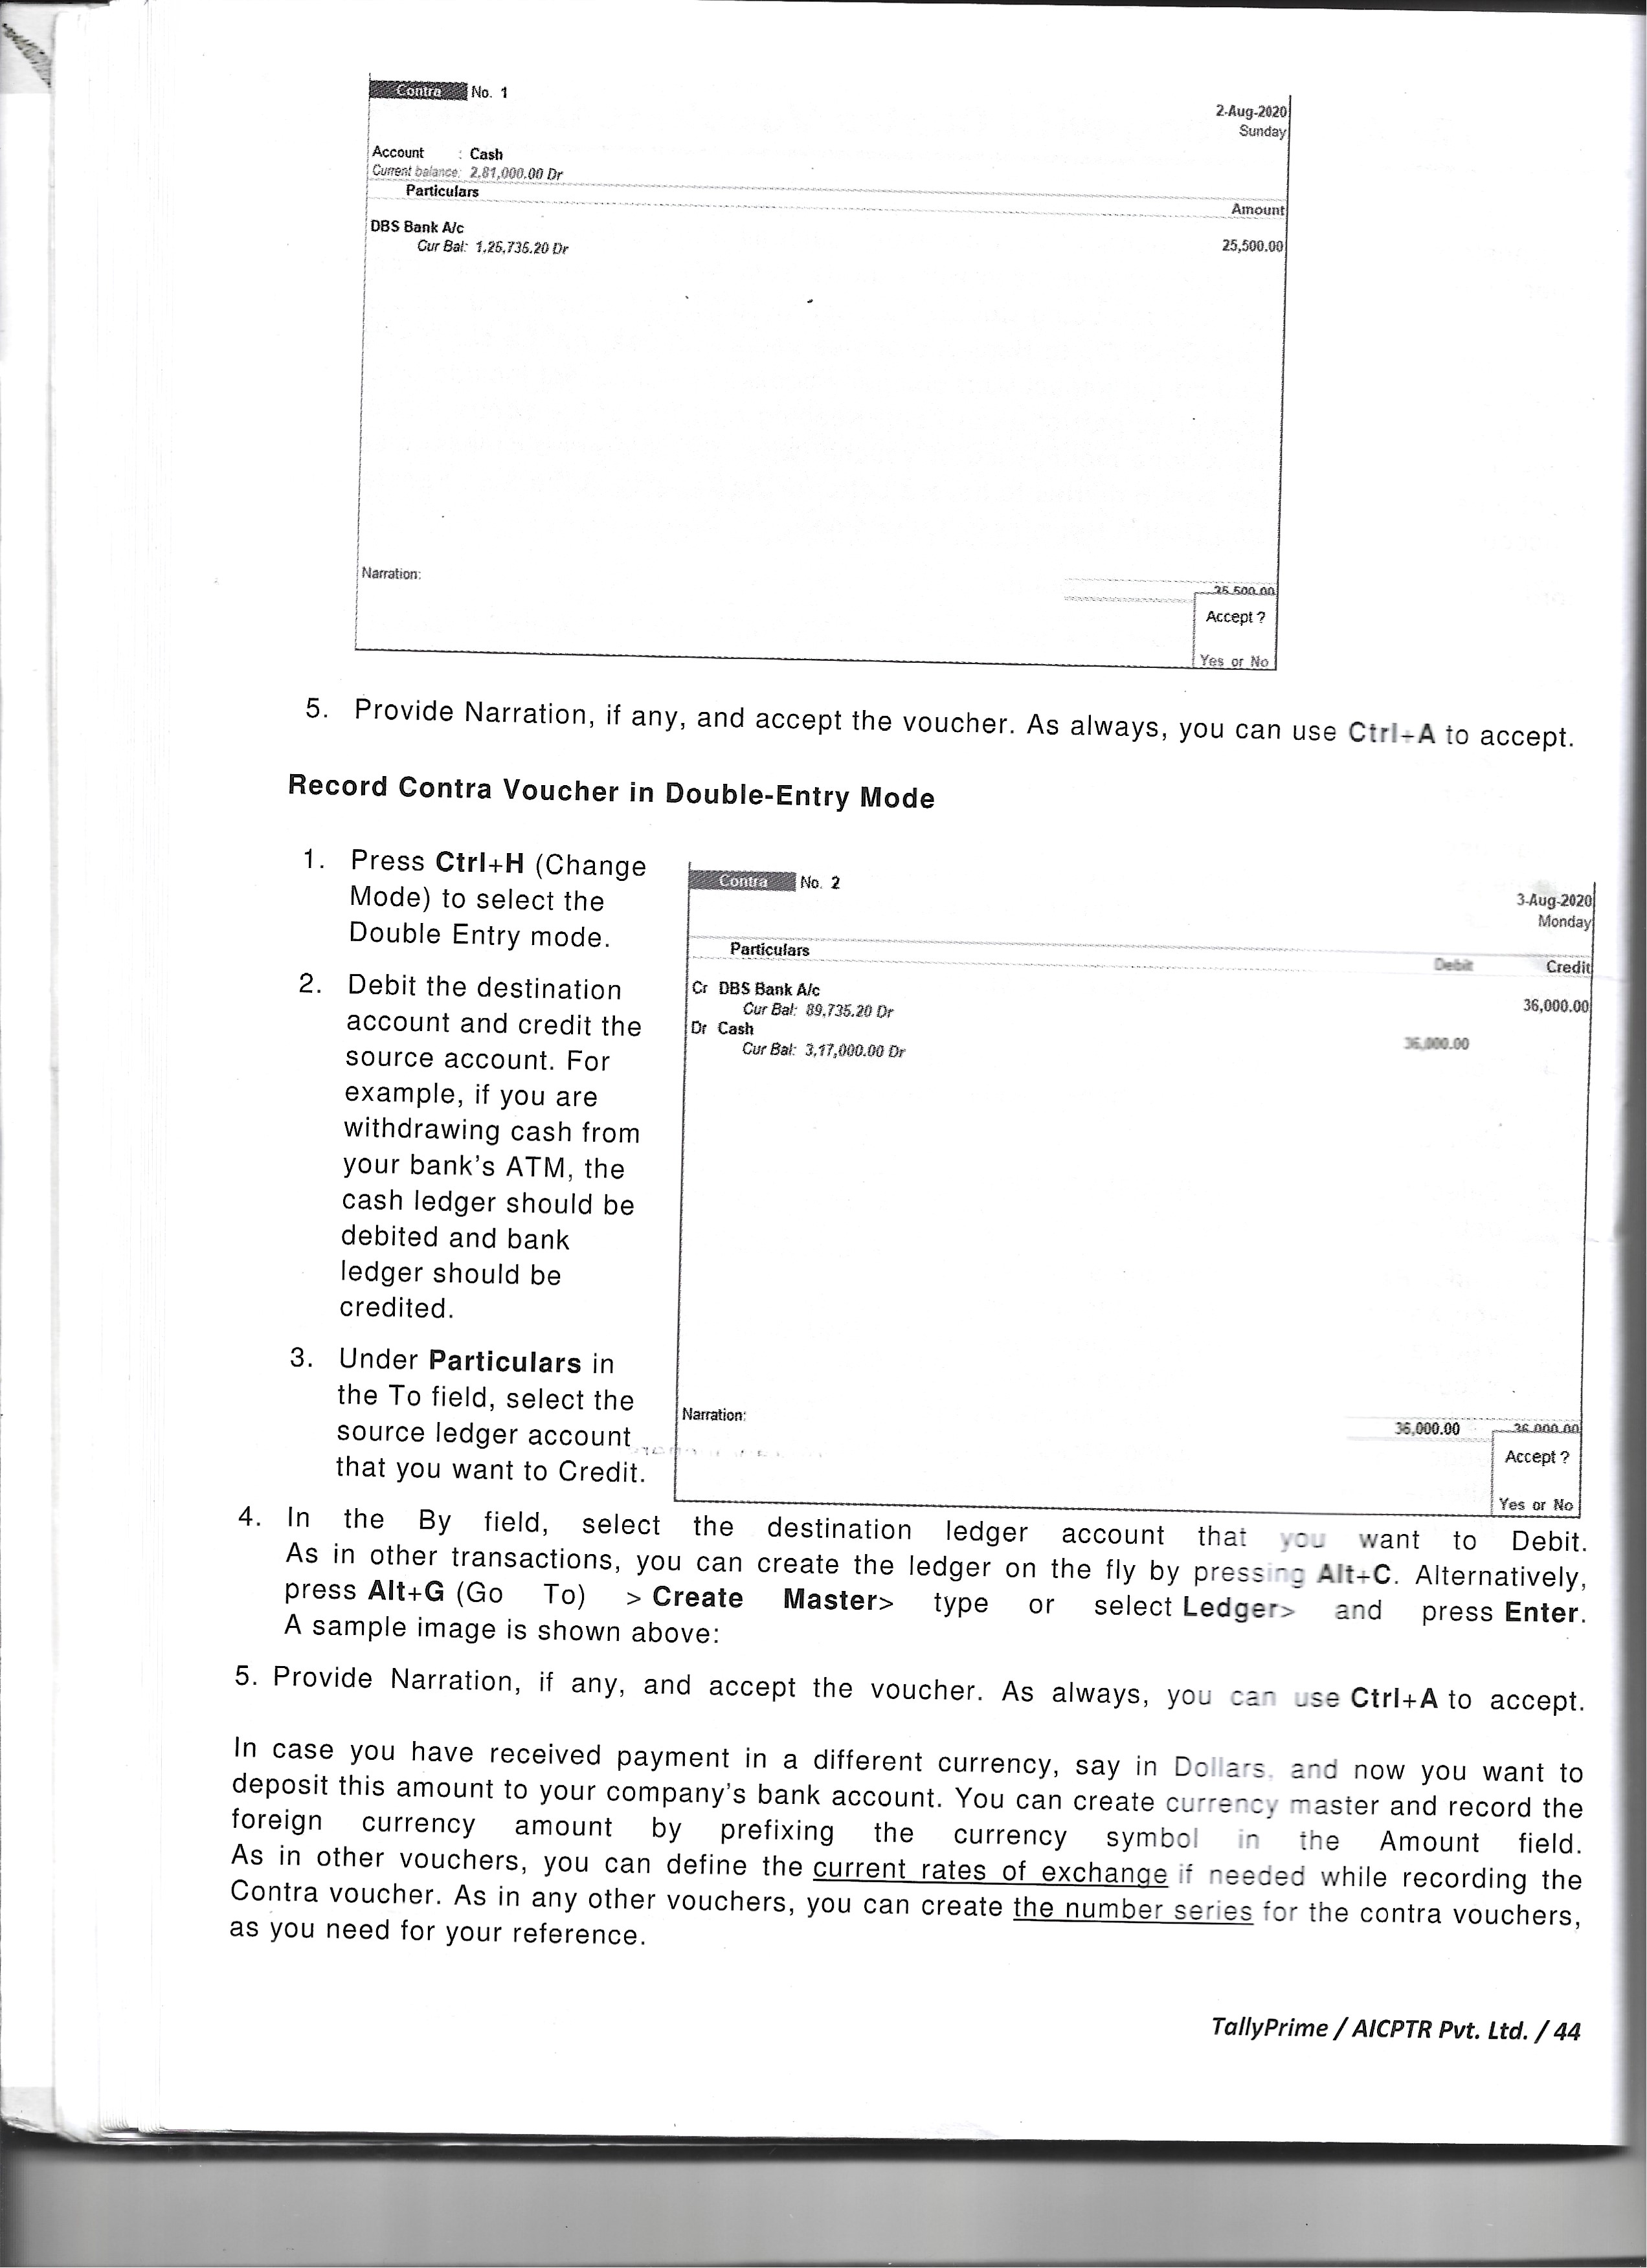 Contra No. 1
2-Aug-2020
Sunday
Account : Cash
Current balance: 2,81,000.00 Dr
Particulars
Amount
DBS Bank A/c
25,500.00
Cur Bal: 1,25,735.20 Dr
Narration:
25,500.00
Accept ?
Yes or No
5. Provide Narration, if any, and accept the voucher. As always, you can use Ctrl+A to accept.
Record Contra Voucher in Double-Entry Mode
1. Press Ctrl+H (Change
Mode) to select the
Double Entry mode.
2. Debit the destination
account and credit the
source account. For
example, if you are
withdrawing cash from
your bank's ATM, the
cash ledger should be
debited and bank
ledger should be
credited.
3. Under Particulars in
the To field, select the
source ledger account
that you want to Credit.
Contra No. 2
3-Aug-2020
Monday
Particulars
Debit Credit
Cr DBS Bank A/c
36,000.00
Cur Bal: 89,735.20 Dr
Dr Cash
36,000.00
Cur Bal: 3,17,000.00 Dr
Narration:
36,000.00 36,000.00
Accept ?
Yes or No
4. In the By field, select the destination ledger account that you want to Debit.
As in other transactions, you can create the ledger on the fly by pressing Alt+C. Alternatively,
press Alt+G (Go To) > Create Master> type or select Ledger> and press Enter.
A sample image is shown above:
5. Provide Narration, if any, and accept the voucher. As always, you can use Ctrl+A to accept.
In case you have received payment in a different currency, say in Dollars, and now you want to
deposit this amount to your company's bank account. You can create currency master and record the
foreign currency amount by prefixing the currency symbol in the Amount field.
As in other vouchers, you can define the current rates of exchange if needed while recording the
Contra voucher. As in any other vouchers, you can create the number series for the contra vouchers,
as you need for your reference.
TallyPrime / AICPTR Pvt. Ltd. / 44